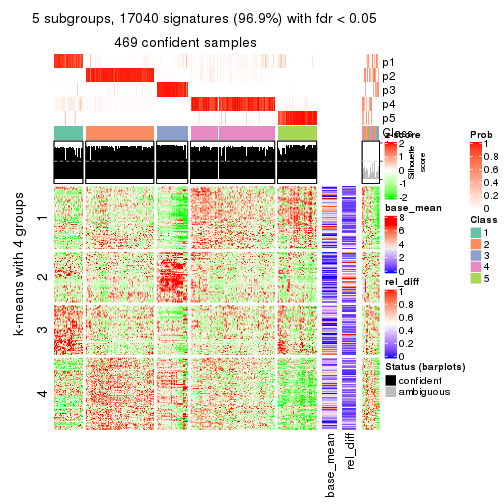 5 subgroups, 17040 signatures (96.9%) with fdr < 0.05
469 confident samples
p1
p2
p3
p4
p5
Class
Silhouette
score
k-means with 4 groups
1
2
3
4
base_mean
rel_diff
z-score
2
1
0
-1
-2
base_mean
8
6
4
2
0
rel_diff
1
0.8
0.6
0.4
0.2
0
Status (barplots)
confident
ambiguous
Prob
1
0.8
0.6
0.4
0.2
0
Class
1
2
3
4
5